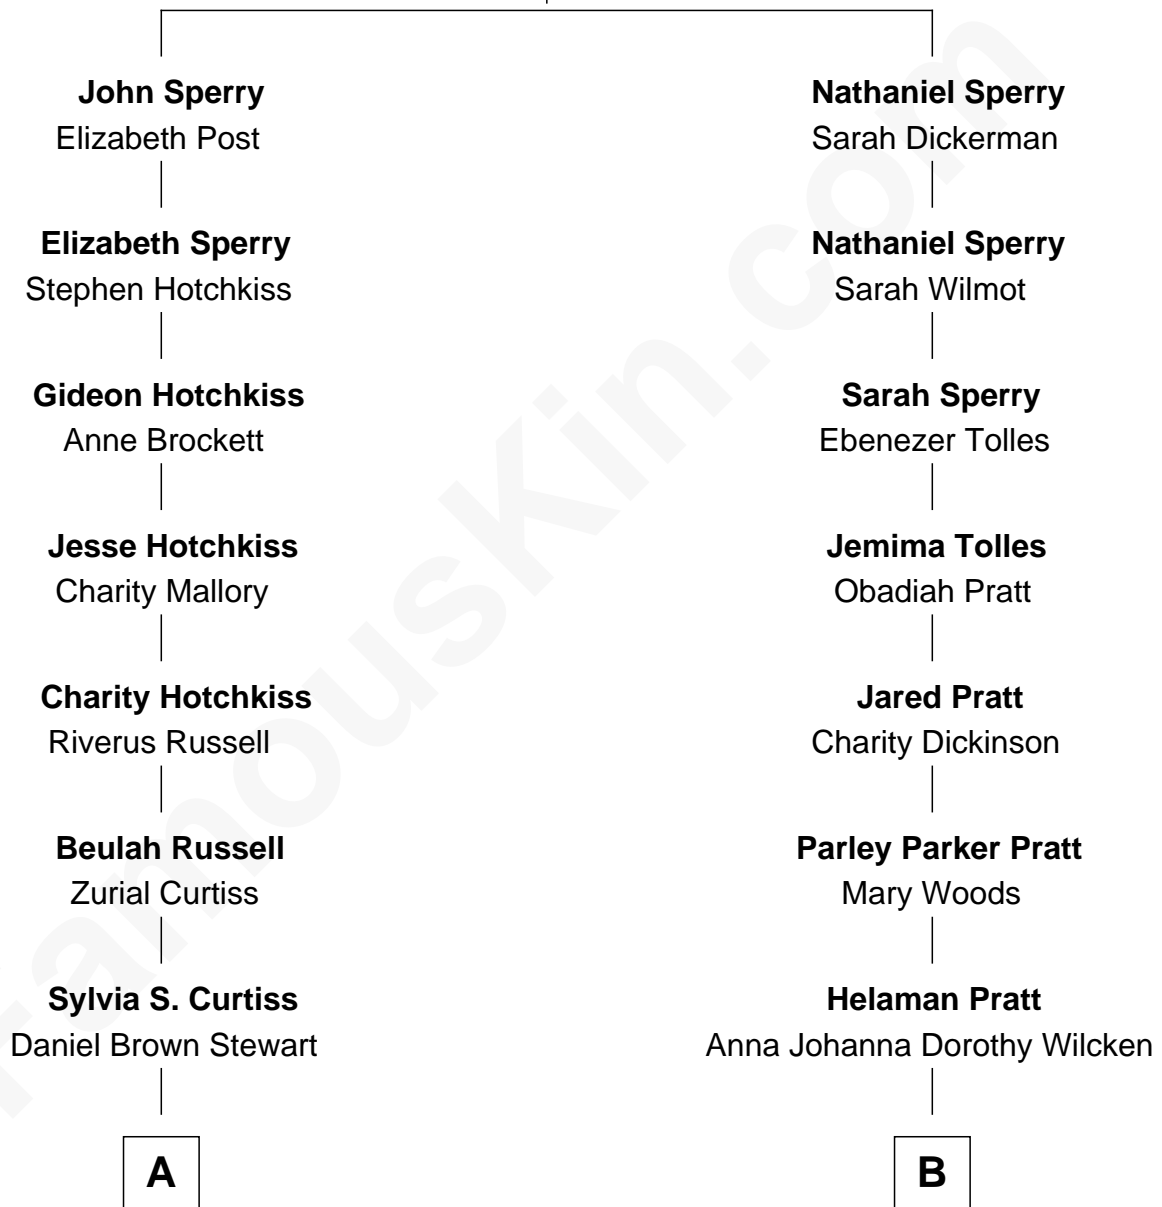 John Sperry
Elizabeth Post
Nathaniel Sperry
Sarah Dickerman
Elizabeth Sperry
Stephen Hotchkiss
Nathaniel Sperry
Sarah Wilmot
Gideon Hotchkiss
Anne Brockett
Sarah Sperry
Ebenezer Tolles
Jesse Hotchkiss
Charity Mallory
Jemima Tolles
Obadiah Pratt
Charity Hotchkiss
Riverus Russell
Jared Pratt
Charity Dickinson
Beulah Russell
Zurial Curtiss
Parley Parker Pratt
Mary Woods
Sylvia S. Curtiss
Daniel Brown Stewart
Helaman Pratt
Anna Johanna Dorothy Wilcken
A
B
FamousKin.com